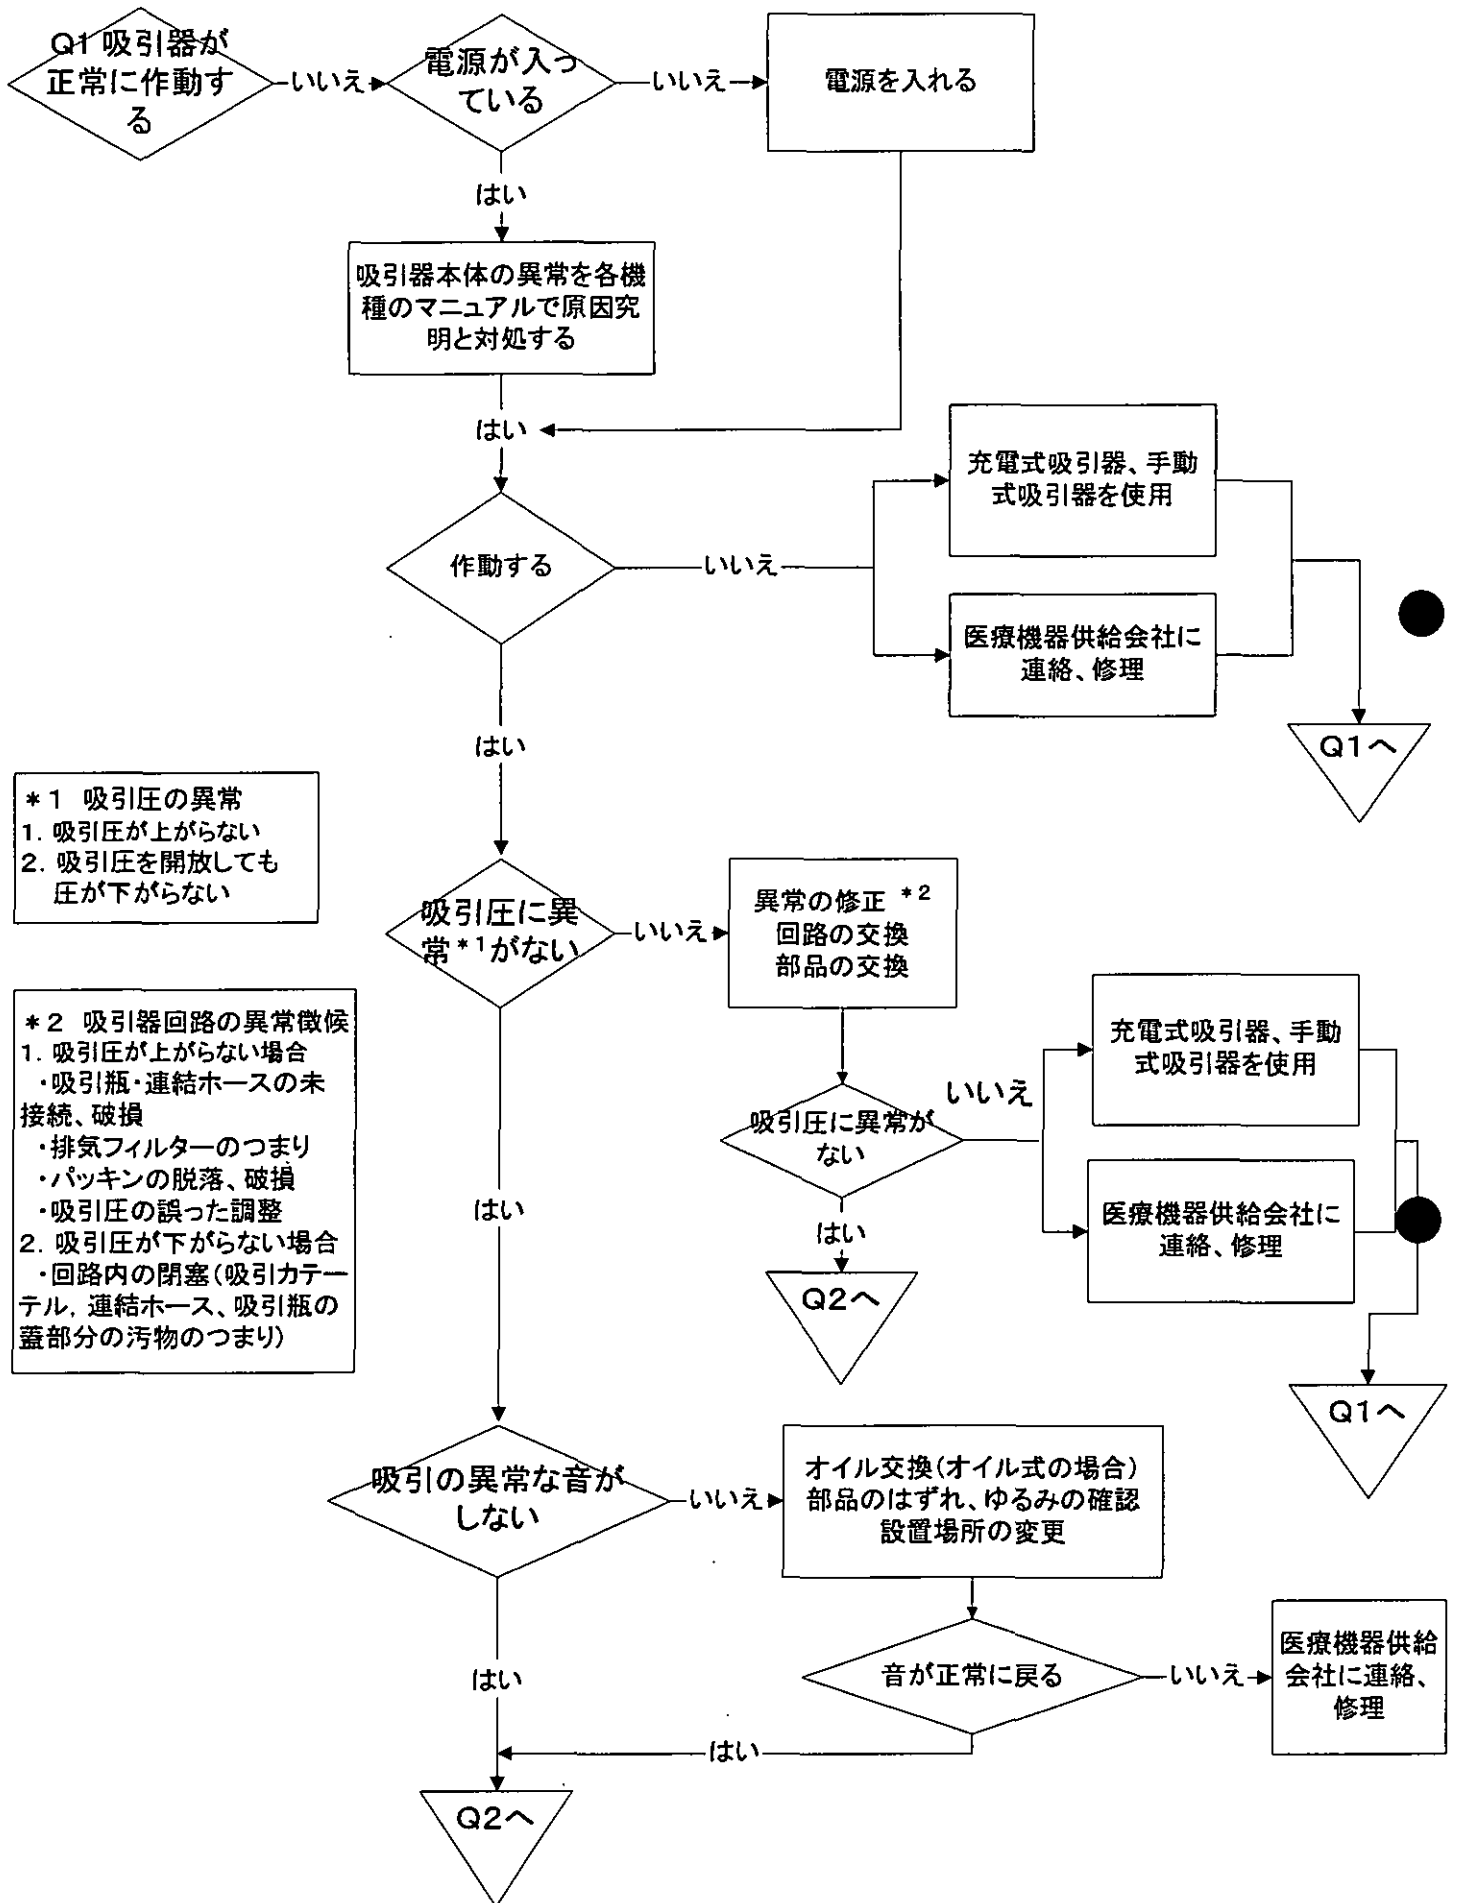 Q1 吸引器が
正常に作動す
る
いいえ
電源が入っ
ている
いいえ
電源を入れる
はい
吸引器本体の異常を各機
種のマニュアルで原因究
明と対処する
はい
作動する
いいえ
充電式吸引器、手動
式吸引器を使用
医療機器供給会社に
連絡、修理
Q1へ
はい
*1 吸引圧の異常
1. 吸引圧が上がらない
2. 吸引圧を開放しても
圧が下がらない
吸引圧に異
常*1がない
いいえ
異常の修正 *2
回路の交換
部品の交換
*2 吸引器回路の異常徴候
1. 吸引圧が上がらない場合
・吸引瓶・連結ホースの未
接続、破損
・排気フィルターのつまり
・パッキンの脱落、破損
・吸引圧の誤った調整
2. 吸引圧が下がらない場合
・回路内の閉塞(吸引カテー
テル, 連結ホース、吸引瓶の
蓋部分の汚物のつまり)
吸引圧に異常が
ない
いいえ
充電式吸引器、手動
式吸引器を使用
医療機器供給会社に
連絡、修理
はい
Q2へ
Q1へ
はい
吸引の異常な音が
しない
いいえ
オイル交換(オイル式の場合)
部品のはずれ、ゆるみの確認
設置場所の変更
音が正常に戻る
いいえ
医療機器供給
会社に連絡、
修理
はい
はい
Q2へ